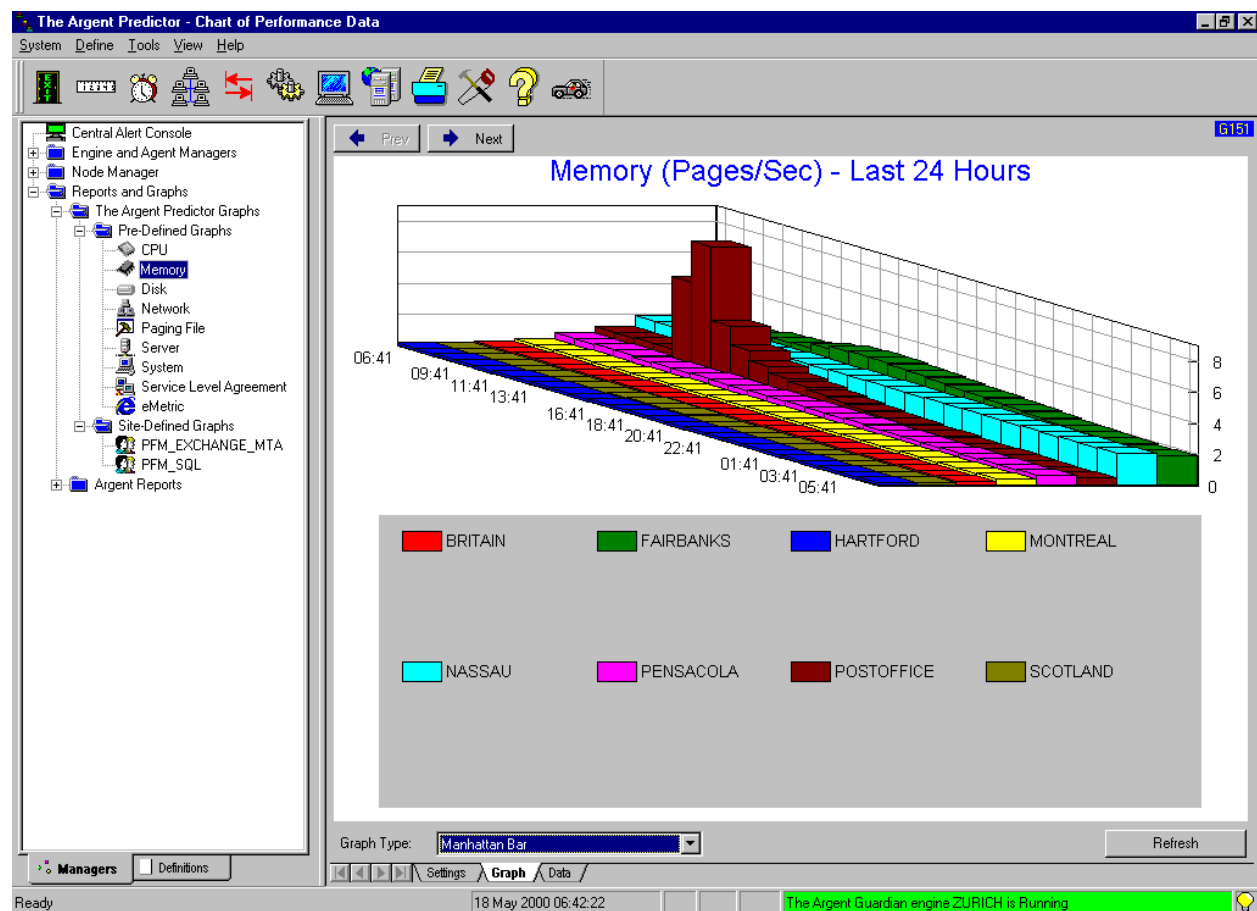 The Argent Predictor - Chart of Performance Data
System Define Tools View Help
EXIT
12343
Central Alert Console
Engine and Agent Managers
Node Manager
Reports and Graphs
The Argent Predictor Graphs
Pre-Defined Graphs
CPU
Memory
Disk
Network
Paging File
Server
System
Service Level Agreement
eMetric
Site-Defined Graphs
PFM_EXCHANGE_MTA
PFM_SQL
Argent Reports
Managers Definitions
Prev Next
G151
Memory (Pages/Sec) - Last 24 Hours
06:41
09:41
11:41
13:41
16:41
18:41
20:41
22:41
01:41
03:41
05:41
8
6
4
2
0
BRITAIN FAIRBANKS HARTFORD MONTREAL
NASSAU PENSACOLA POSTOFFICE SCOTLAND
Graph Type: Manhattan Bar Refresh
Settings Graph Data
Ready 18 May 2000 06:42:22 The Argent Guardian engine ZURICH is Running